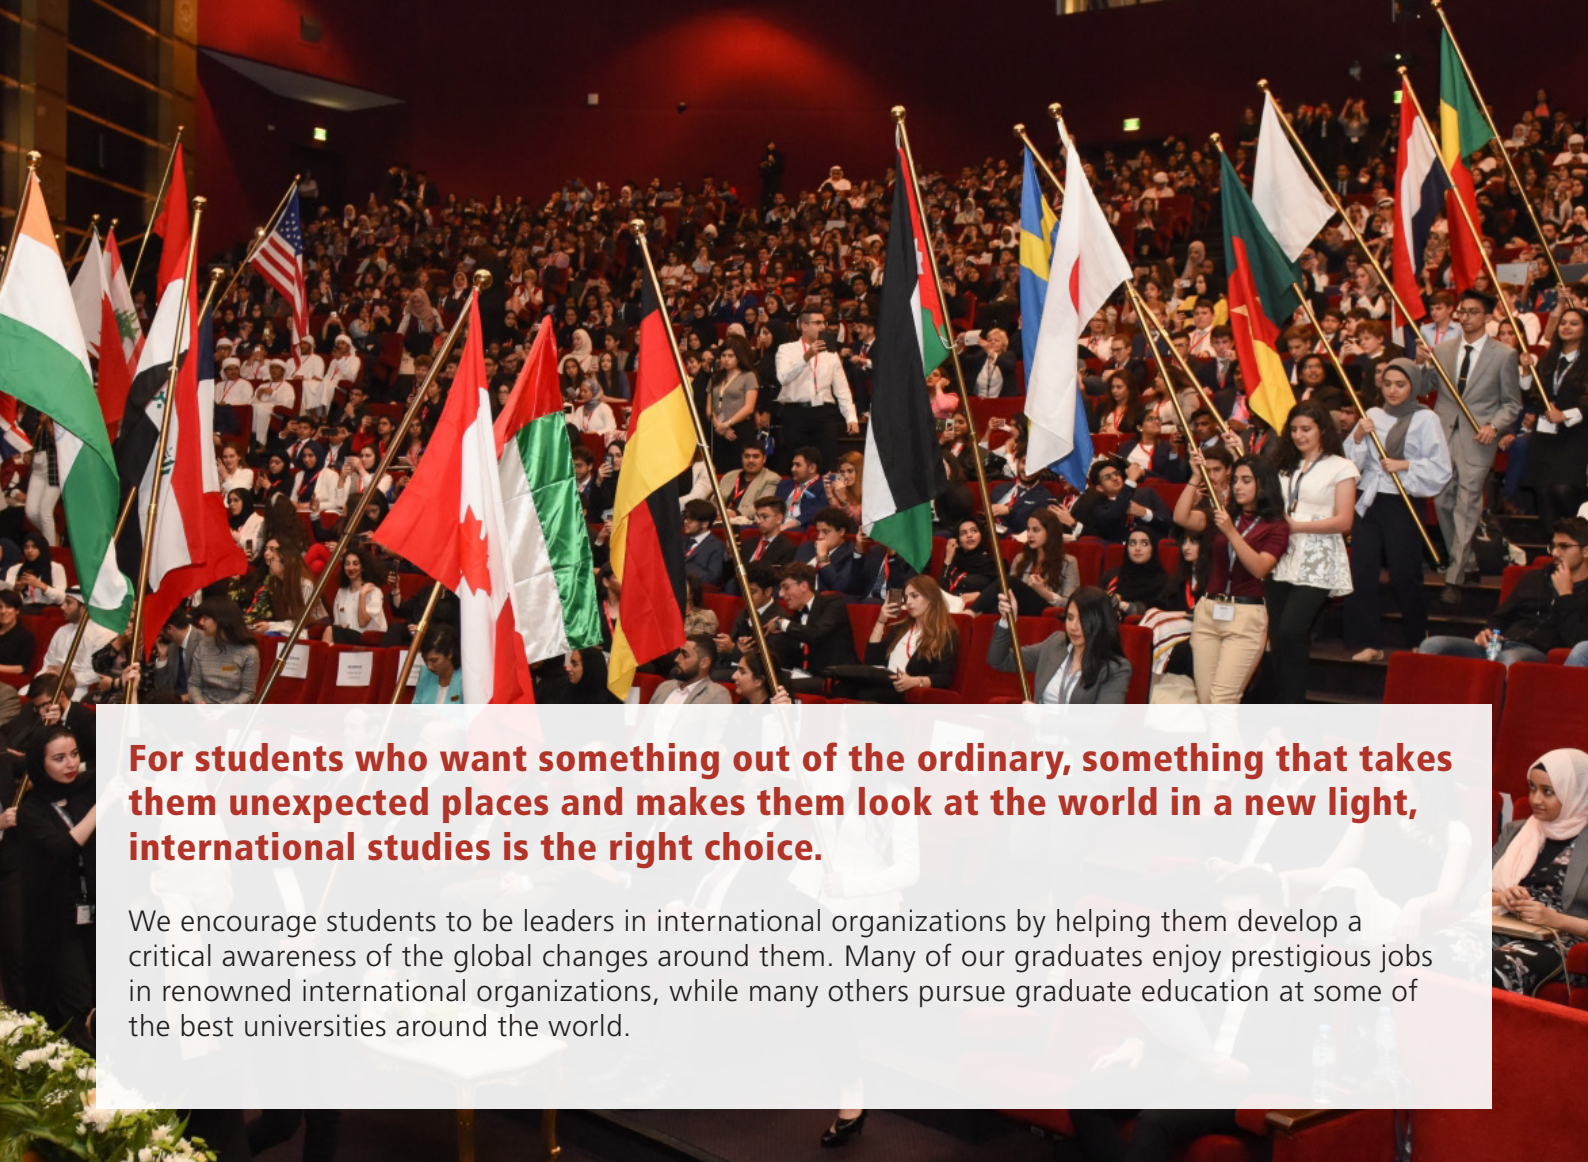 For students who want something out of the ordinary, something that takes
them unexpected places and makes them look at the world in a new light,
international studies is the right choice.
We encourage students to be leaders in international organizations by helping them develop a
critical awareness of the global changes around them. Many of our graduates enjoy prestigious jobs
in renowned international organizations, while many others pursue graduate education at some of
the best universities around the world.